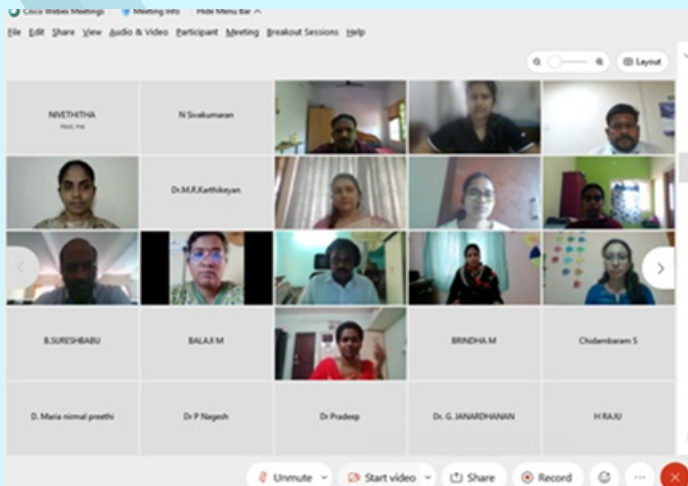 Cisco Webex Meetings Meeting Info Hide Menu Bar
File Edit Share View Audio & Video Participant Meeting Breakout Sessions Help
Layout
NIVETHITHA
Host, me
N Sivakumaran
Dr.M.R.Karthikeyan
B.SURESHBABU
BALAJI M
BRINDHA M
Chidambaram S
D. Maria nirmal preethi
Dr P Nagesh
Dr Pradeep
Dr. G. JANARDHANAN
H RAJU
Unmute Start video Share Record